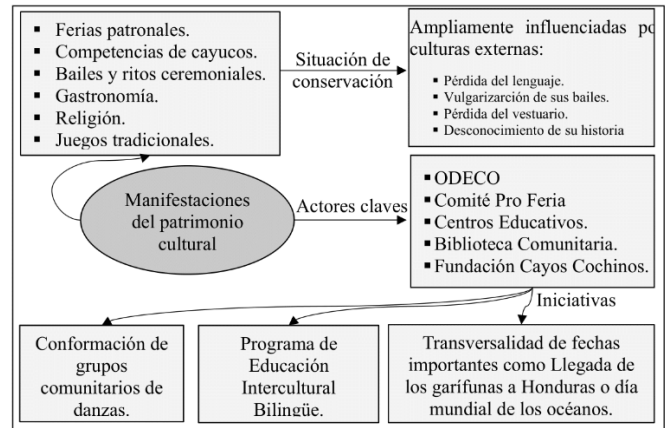 ▪ Ferias patronales.
▪ Competencias de cayucos.
▪ Bailes y ritos ceremoniales.
▪ Gastronomía.
▪ Religión.
▪ Juegos tradicionales.
Situación de
conservación
Ampliamente influenciadas po
culturas externas:
▪ Pérdida del lenguaje.
▪ Vulgarizarción de sus bailes.
▪ Pérdida del vestuario.
▪ Desconocimiento de su historia
Manifestaciones
del patrimonio
cultural
Actores claves
▪ ODECO
▪ Comité Pro Feria
▪ Centros Educativos.
▪ Biblioteca Comunitaria.
▪ Fundación Cayos Cochinos.
Iniciativas
Conformación de
grupos
comunitarios de
danzas.
Programa de
Educación
Intercultural
Bilingüe.
Transversalidad de fechas
importantes como Llegada de
los garífunas a Honduras o día
mundial de los océanos.